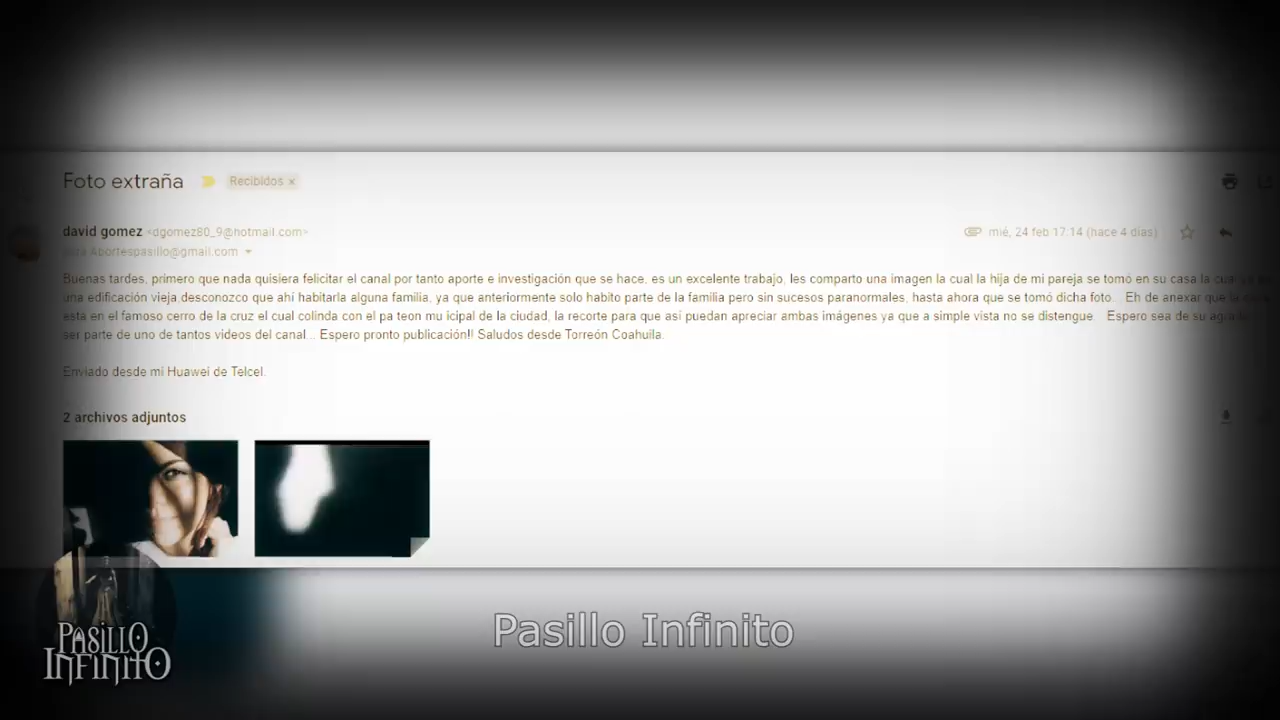 Foto extraña
Recibidos ×
david gomez <dgomez80_9@hotmail.com>
mié, 24 feb 17:14 (hace 4 días)
para Abortespasillo@gmail.com
Buenas tardes, primero que nada quisiera felicitar el canal por tanto aporte e investigación que se hace, es un excelente trabajo, les comparto una imagen la cual la hija de mi pareja se tomó en su casa la cual
una edificación vieja,desconozco que ahí habitarla alguna familia, ya que anteriormente solo habito parte de la familia pero sin sucesos paranormales, hasta ahora que se tomó dicha foto... Eh de anexar que la
esta en el famoso cerro de la cruz el cual colinda con el pa teon mu icipal de la ciudad, la recorte para que así puedan apreciar ambas imágenes ya que a simple vista no se distengue. Espero sea de su
ser parte de uno de tantos videos del canal... Espero pronto publicación!! Saludos desde Torreón Coahuila.
Enviado desde mi Huawei de Telcel.
2 archivos adjuntos
Pasillo Infinito
PASILLO
INFINITO